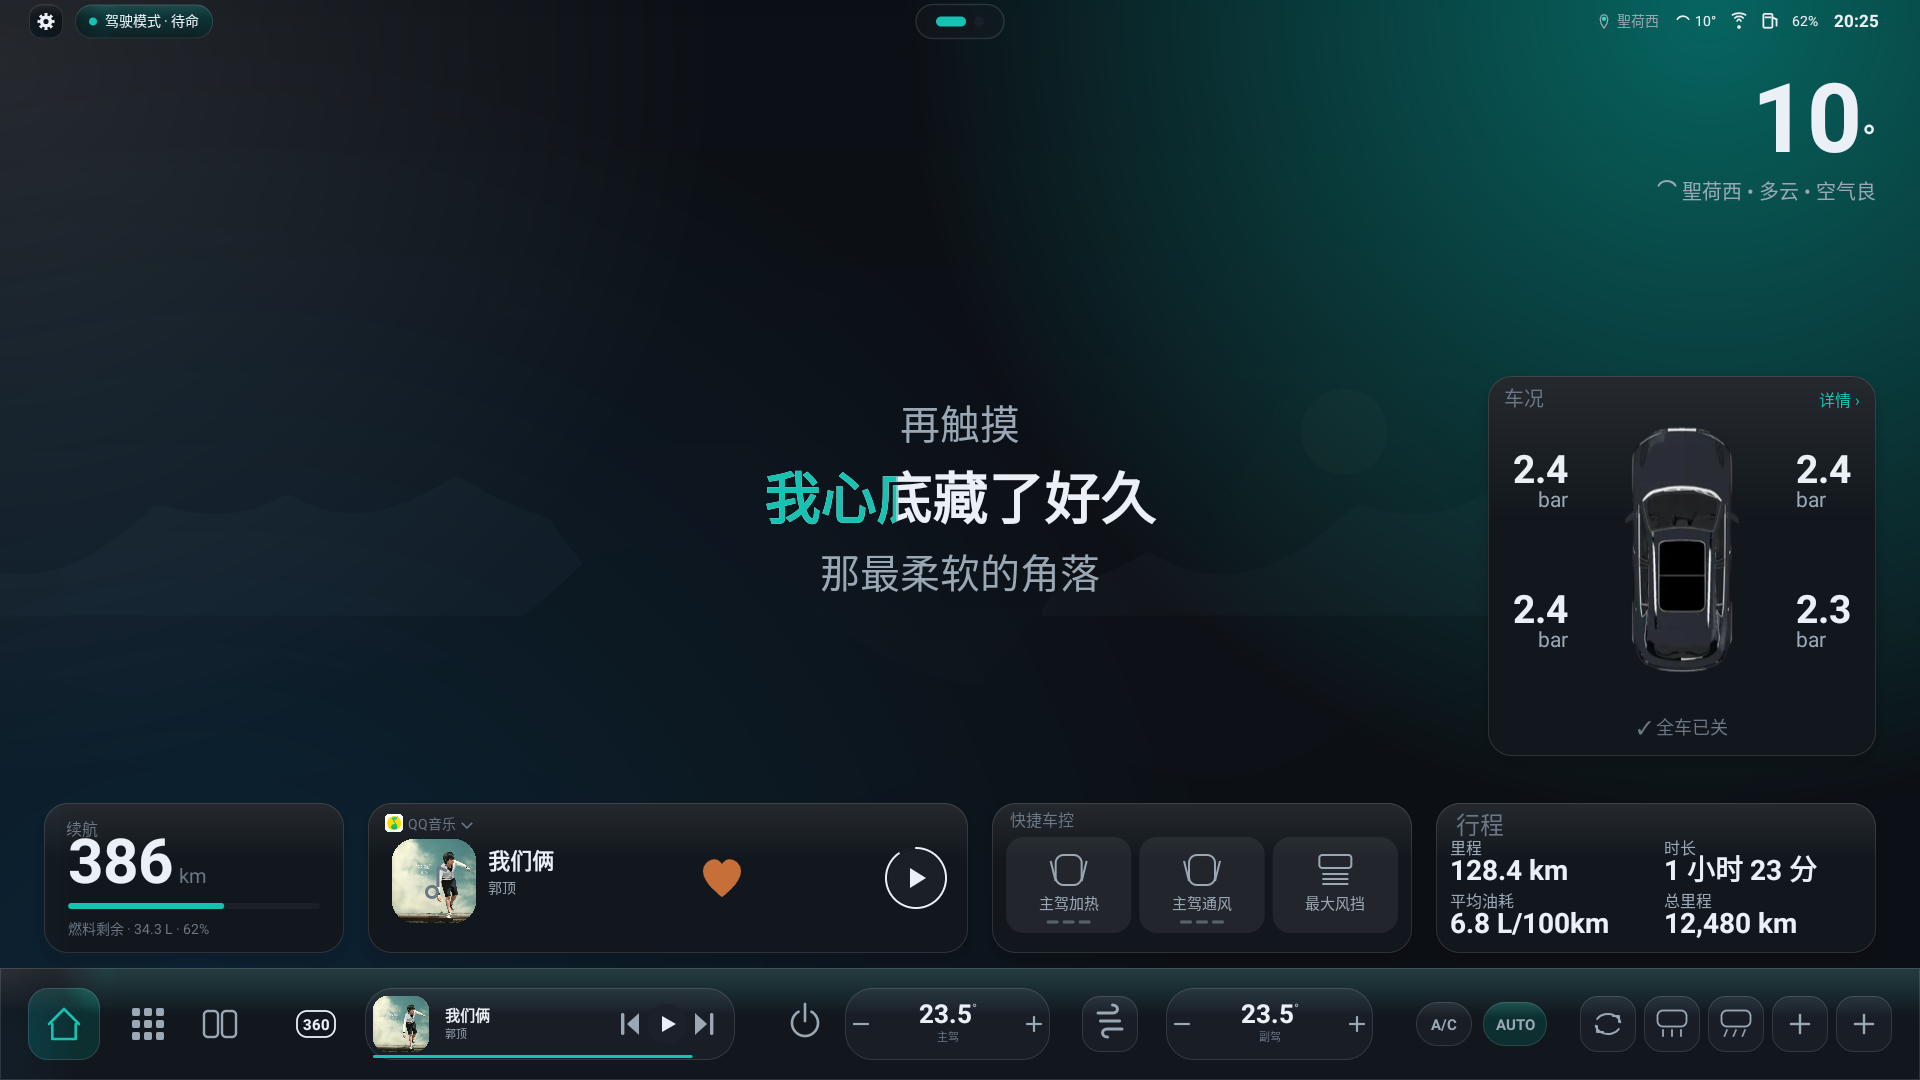 驾驶模式 · 待命
聖荷西
10°
62%
20:25
10°
聖荷西 • 多云 • 空气良
再触摸
我心底藏了好久
那最柔软的角落
车况
详情 ›
2.4
bar
2.4
bar
2.4
bar
2.3
bar
✓ 全车已关
续航
386 km
燃料剩余 · 34.3 L · 62%
QQ音乐
我们俩
郭顶
快捷车控
主驾加热
主驾通风
最大风挡
行程
里程
128.4 km
时长
1 小时 23 分
平均油耗
6.8 L/100km
总里程
12,480 km
360
我们俩
郭顶
23.5°
主驾
23.5°
副驾
A/C
AUTO